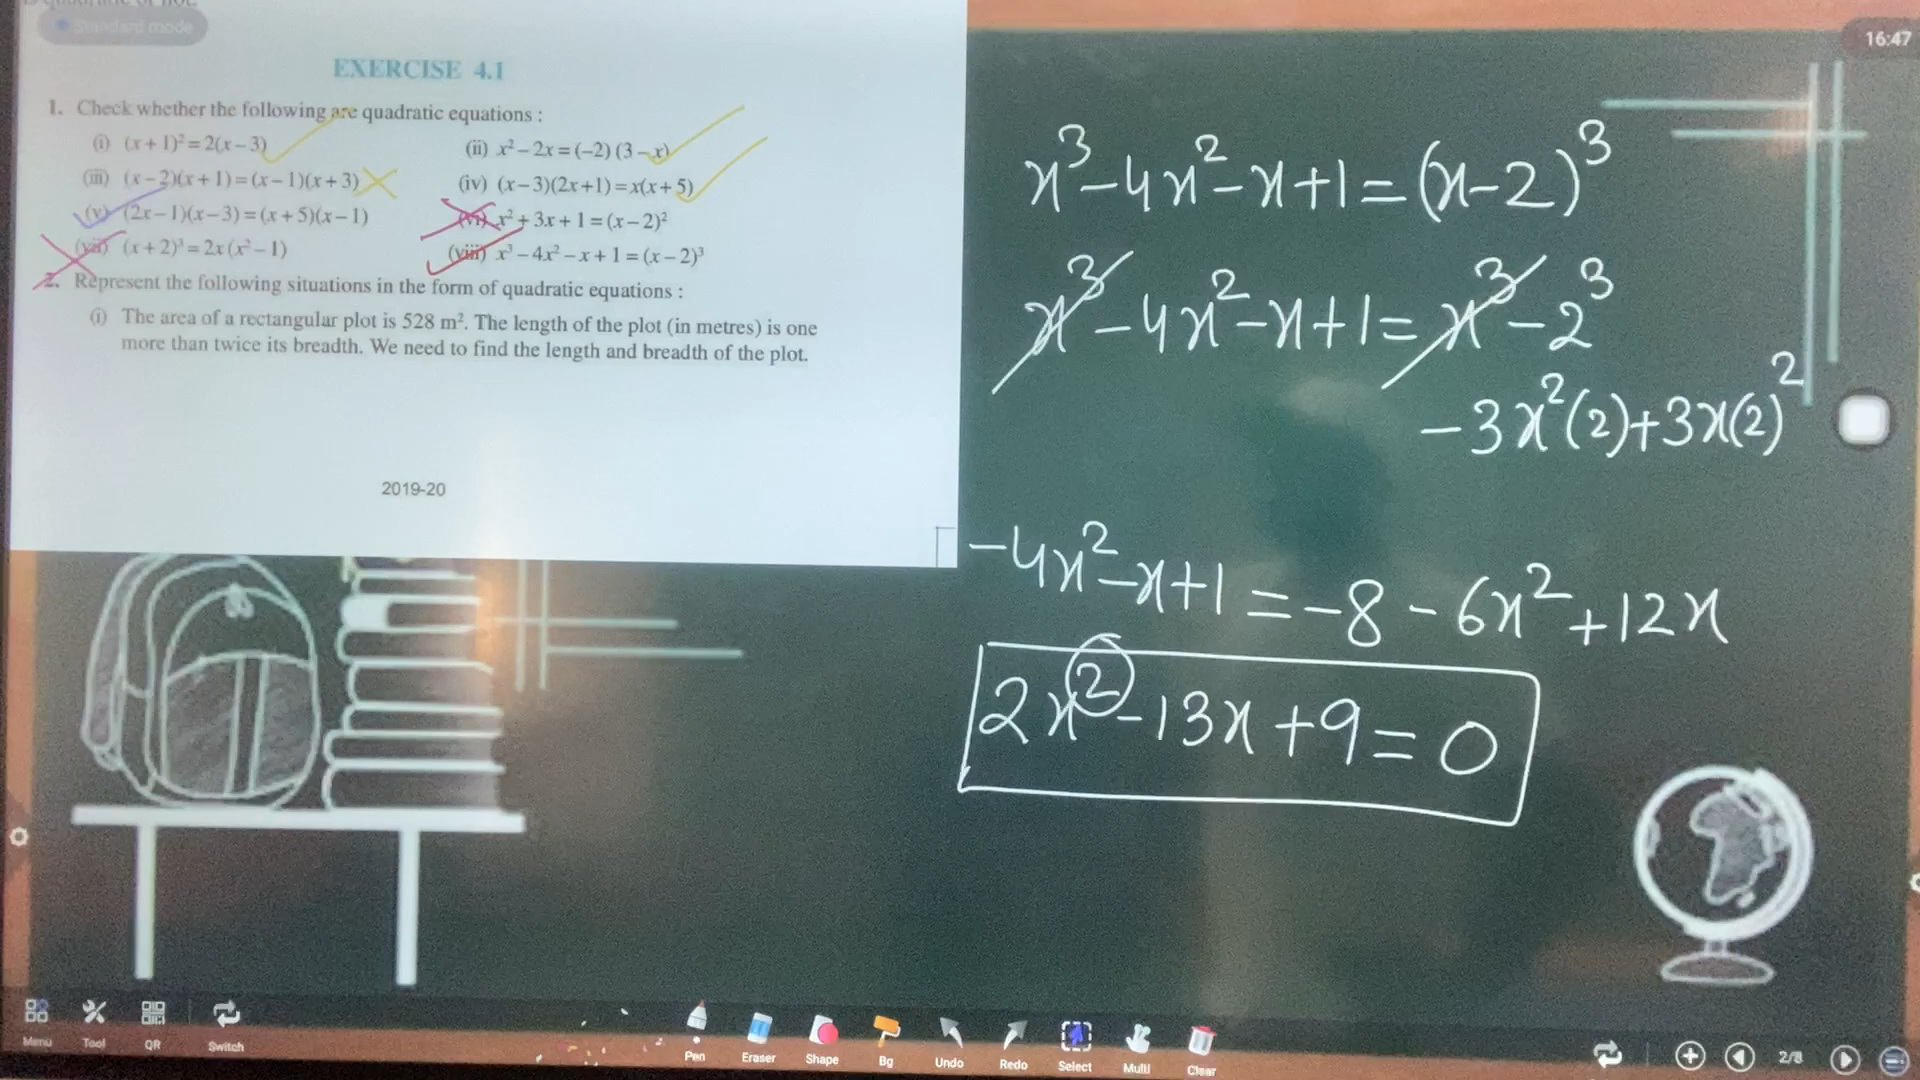 Standard mode
16:47
EXERCISE 4.1
1. Check whether the following are quadratic equations :
(i) (x + 1)² = 2(x – 3)
(ii) x² – 2x = (–2) (3 – x)
(iii) (x – 2)(x + 1) = (x – 1)(x + 3)
(iv) (x – 3)(2x + 1) = x(x + 5)
(v) (2x – 1)(x – 3) = (x + 5)(x – 1)
(vi) x² + 3x + 1 = (x – 2)²
(vii) (x + 2)³ = 2x (x² – 1)
(viii) x³ – 4x² – x + 1 = (x – 2)³
2. Represent the following situations in the form of quadratic equations :
(i) The area of a rectangular plot is 528 m². The length of the plot (in metres) is one
more than twice its breadth. We need to find the length and breadth of the plot.
2019-20
x³ – 4x² – x + 1 = (x – 2)³
x³ – 4x² – x + 1 = x³ – 2³
– 3x²(2) + 3x(2)²
–4x² – x + 1 = –8 – 6x² + 12x
2x² – 13x + 9 = 0
Menu Tool QR Switch
Pen Eraser Shape Bg Undo Redo Select Multi Clear
2/8